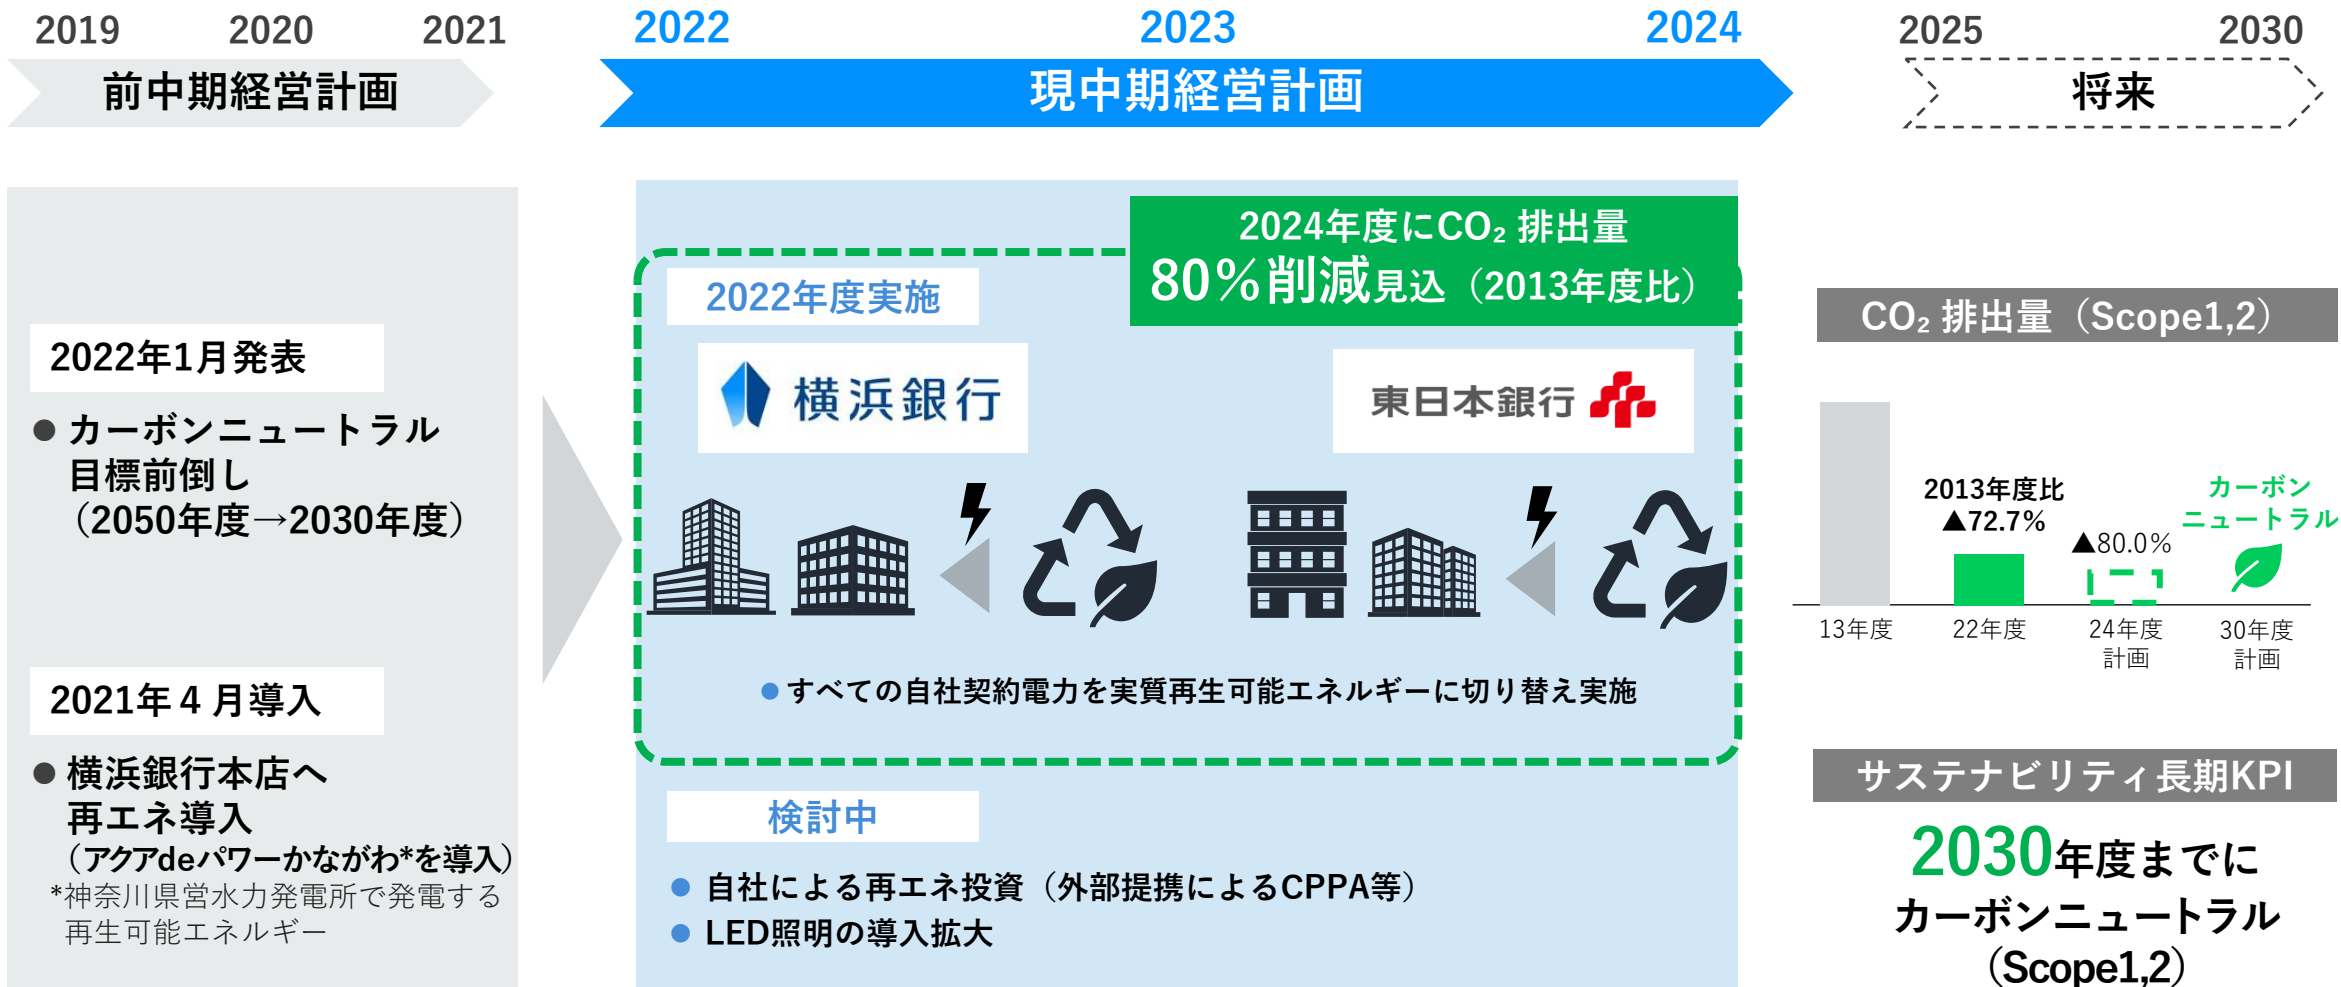 2019 2020 2021
前中期経営計画
2022 2023 2024
現中期経営計画
2025 2030
将来
2022年1月発表
● カーボンニュートラル
目標前倒し
（2050年度→2030年度）
2021年４月導入
● 横浜銀行本店へ
再エネ導入
（アクアdeパワーかながわ*を導入）
*神奈川県営水力発電所で発電する
再生可能エネルギー
2024年度にCO₂ 排出量
80％削減見込（2013年度比）
2022年度実施
横浜銀行
東日本銀行
● すべての自社契約電力を実質再生可能エネルギーに切り替え実施
検討中
● 自社による再エネ投資（外部提携によるCPPA等）
● LED照明の導入拡大
CO₂ 排出量（Scope1,2）
2013年度比
▲72.7%
▲80.0%
カーボン
ニュートラル
13年度 22年度 24年度 30年度
計画 計画
サステナビリティ長期KPI
2030年度までに
カーボンニュートラル
（Scope1,2）